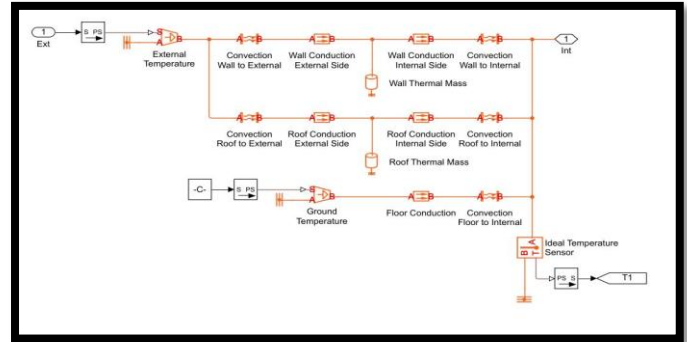 1
Ext
S PS
S
A
B
External
Temperature
A B
Convection
Wall to External
A B
Wall Conduction
External Side
Wall Thermal Mass
A B
Wall Conduction
Internal Side
A B
Convection
Wall to Internal
1
Int
A B
Convection
Roof to External
A B
Roof Conduction
External Side
Roof Thermal Mass
A B
Roof Conduction
Internal Side
A B
Convection
Roof to Internal
-C-
S PS
S
A
B
Ground
Temperature
A B
Floor Conduction
A B
Convection
Floor to Internal
A
B T
Ideal Temperature
Sensor
PS S
T1